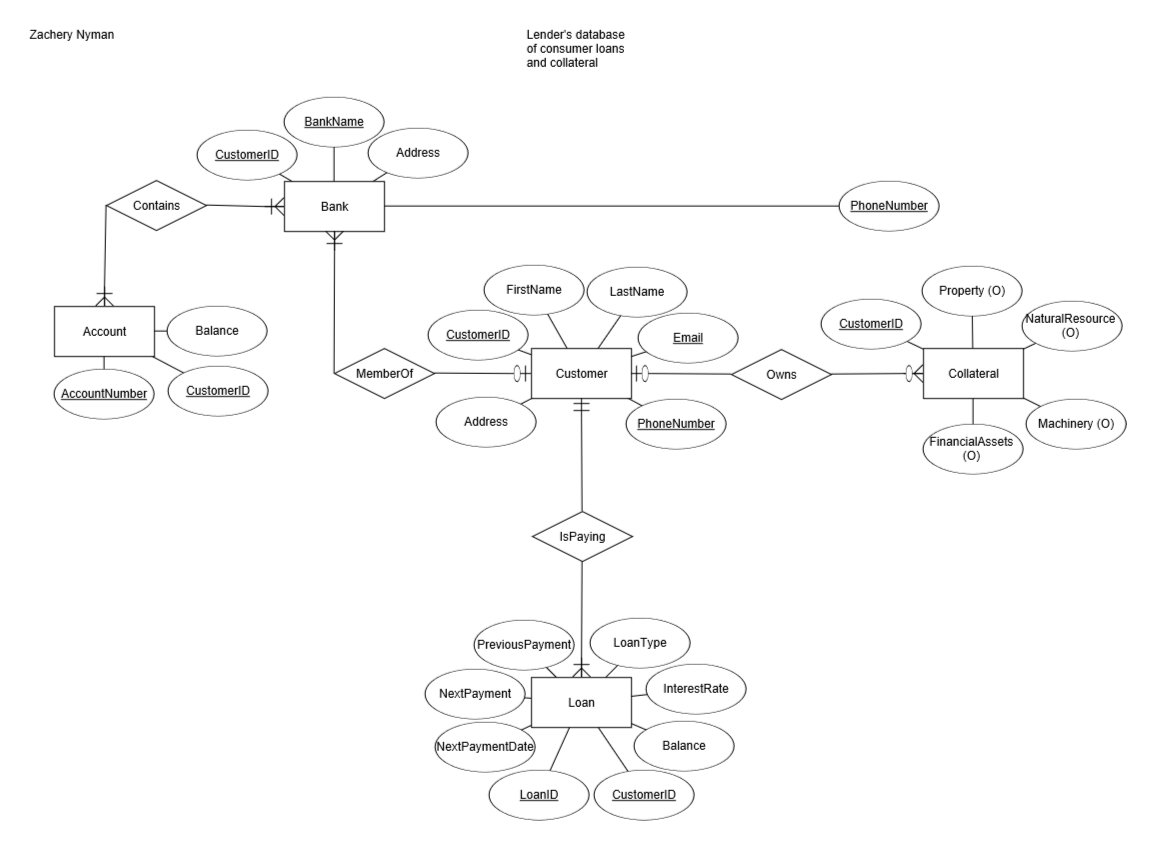 Zachery Nyman
Lender's database
of consumer loans
and collateral
BankName
CustomerID
Address
Contains
Bank
PhoneNumber
Account
Balance
AccountNumber
CustomerID
FirstName
LastName
CustomerID
Email
MemberOf
Customer
Address
PhoneNumber
Owns
Property (O)
CustomerID
NaturalResource
(O)
Collateral
Machinery (O)
FinancialAssets
(O)
IsPaying
PreviousPayment
LoanType
NextPayment
InterestRate
Loan
NextPaymentDate
Balance
LoanID
CustomerID